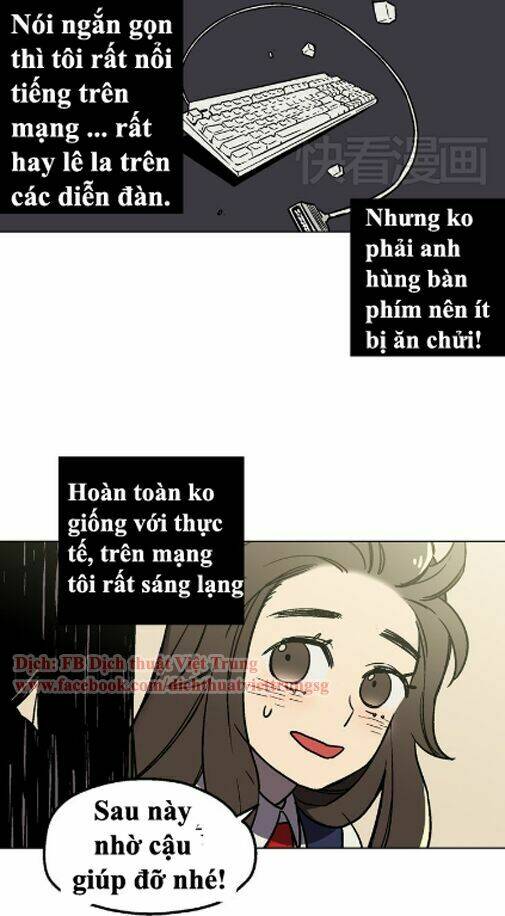 Nói ngắn gọn
thì tôi rất nổi
tiếng trên
mạng ... rất
hay lê la trên
các diễn đàn.
快看漫画
Nhưng ko
phải anh
hùng bàn
phím nên ít
bị ăn chửi!
Hoàn toàn ko
giống với thực
tế, trên mạng
tôi rất sáng lạng
Dịch: FB Dịch thuật Việt Trung
www.facebook.com/dichthuatviettrungsg
Sau này
nhờ cậu
giúp đỡ nhé!